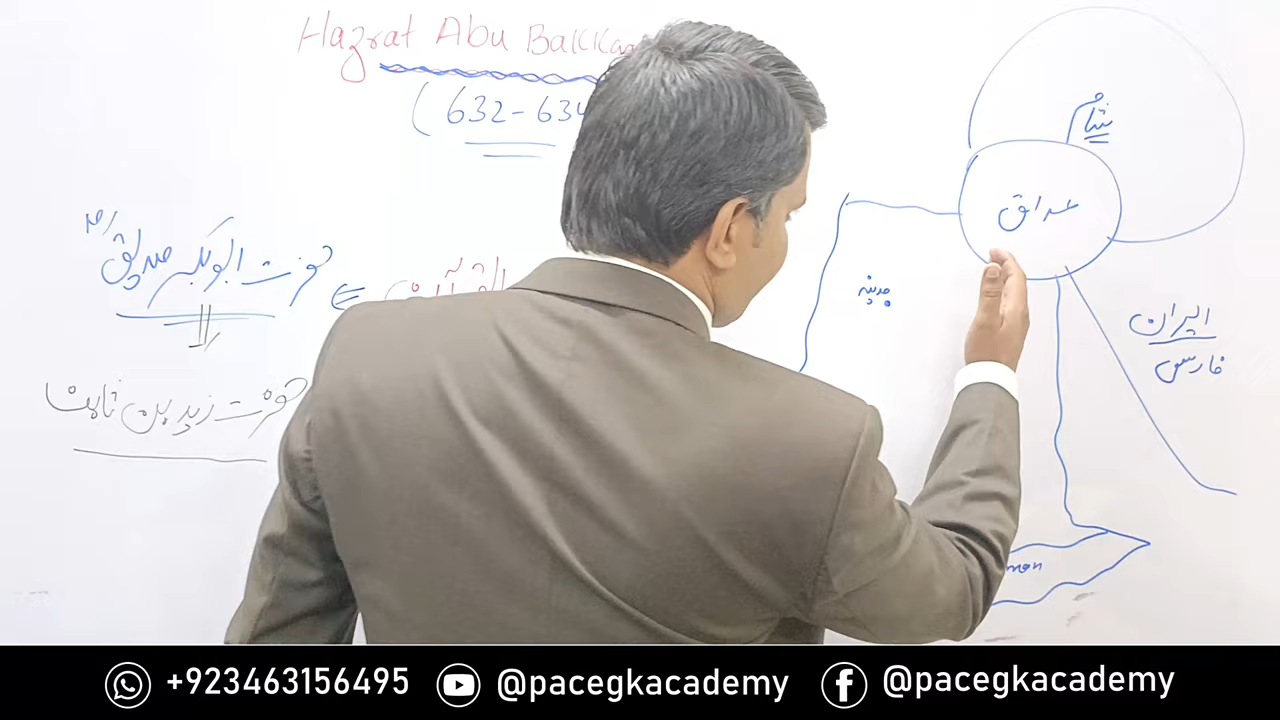 Hazrat Abu Bakkar
(632-634
شام
عراق
حضرت ابوبکر صدیق
مدینہ
ایران
فارس
حضرت زید بن ثابت
+923463156495 @pacegkacademy @pacegkacademy